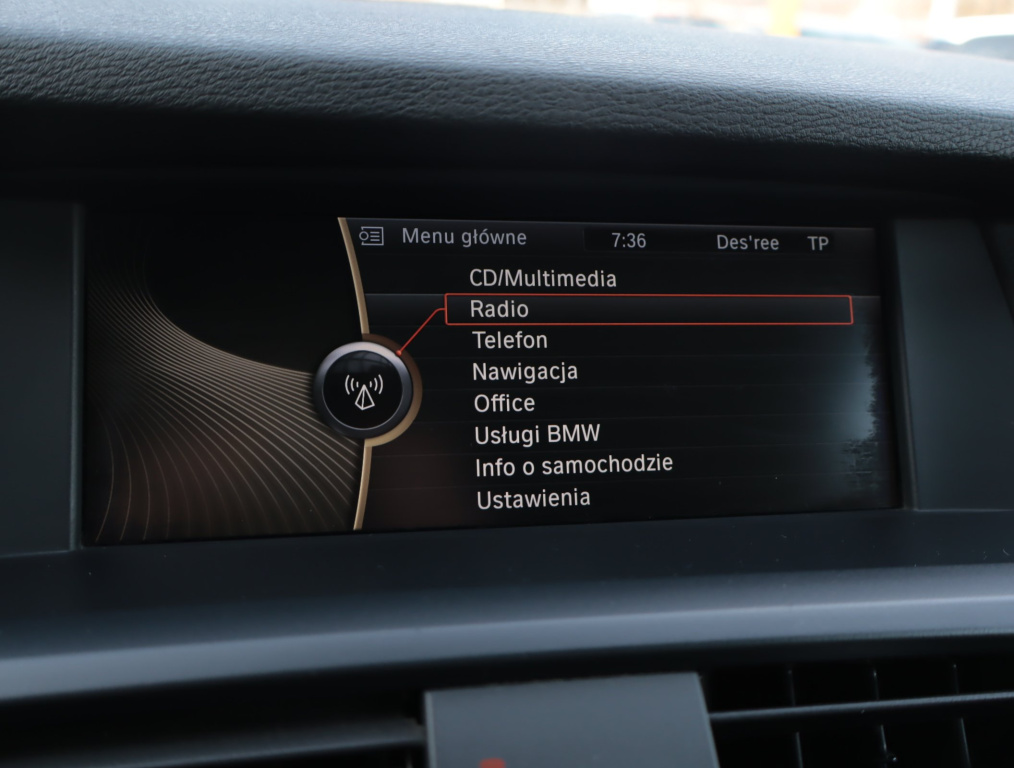 Menu główne 7:36 Des'ree TP
CD/Multimedia
Radio
Telefon
Nawigacja
Office
Usługi BMW
Info o samochodzie
Ustawienia